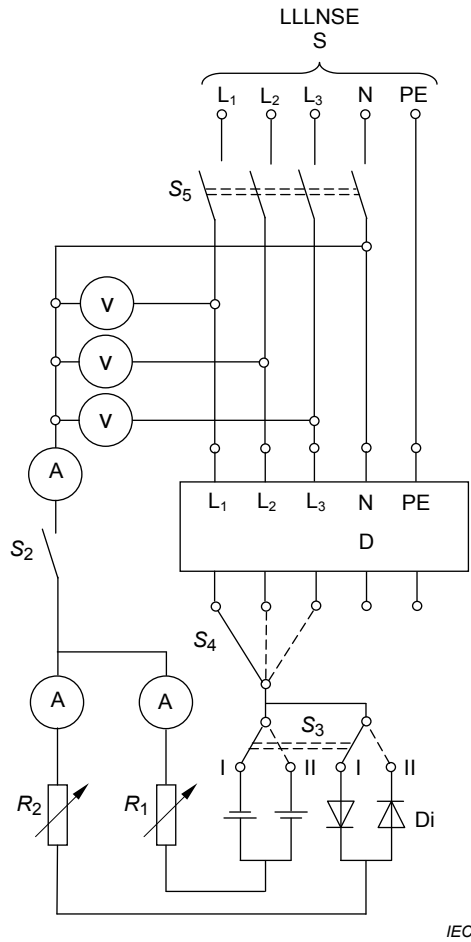 LLLNSE
S
L1 L2 L3 N PE
S5
V
V
V
A
L1 L2 L3 N PE
D
S2
S4
A A
S3
I II I II
R2 R1 Di
IEC